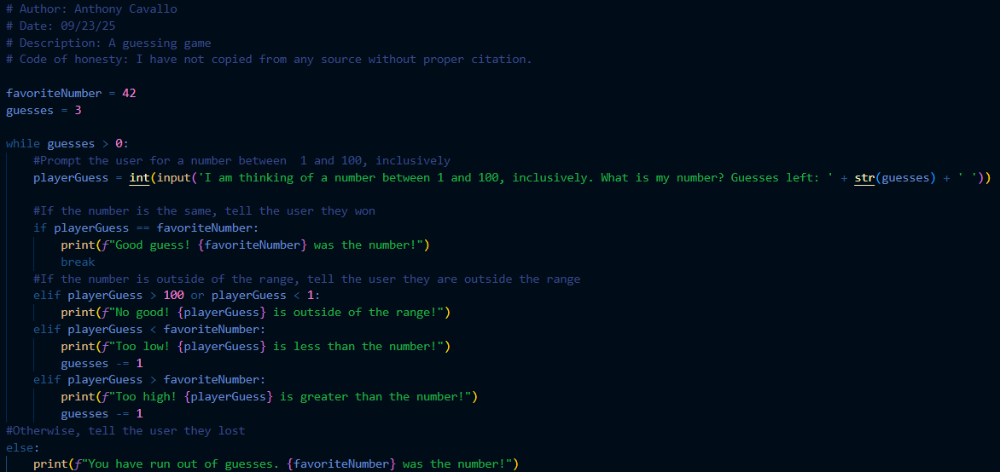 # Author: Anthony Cavallo
# Date: 09/23/25
# Description: A guessing game
# Code of honesty: I have not copied from any source without proper citation.

favoriteNumber = 42
guesses = 3

while guesses > 0:
    #Prompt the user for a number between  1 and 100, inclusively
    playerGuess = int(input('I am thinking of a number between 1 and 100, inclusively. What is my number? Guesses left: ' + str(guesses) + ' '))

    #If the number is the same, tell the user they won
    if playerGuess == favoriteNumber:
        print(f"Good guess! {favoriteNumber} was the number!")
        break
    #If the number is outside of the range, tell the user they are outside the range
    elif playerGuess > 100 or playerGuess < 1:
        print(f"No good! {playerGuess} is outside of the range!")
    elif playerGuess < favoriteNumber:
        print(f"Too low! {playerGuess} is less than the number!")
        guesses -= 1
    elif playerGuess > favoriteNumber:
        print(f"Too high! {playerGuess} is greater than the number!")
        guesses -= 1
#Otherwise, tell the user they lost
else:
    print(f"You have run out of guesses. {favoriteNumber} was the number!")